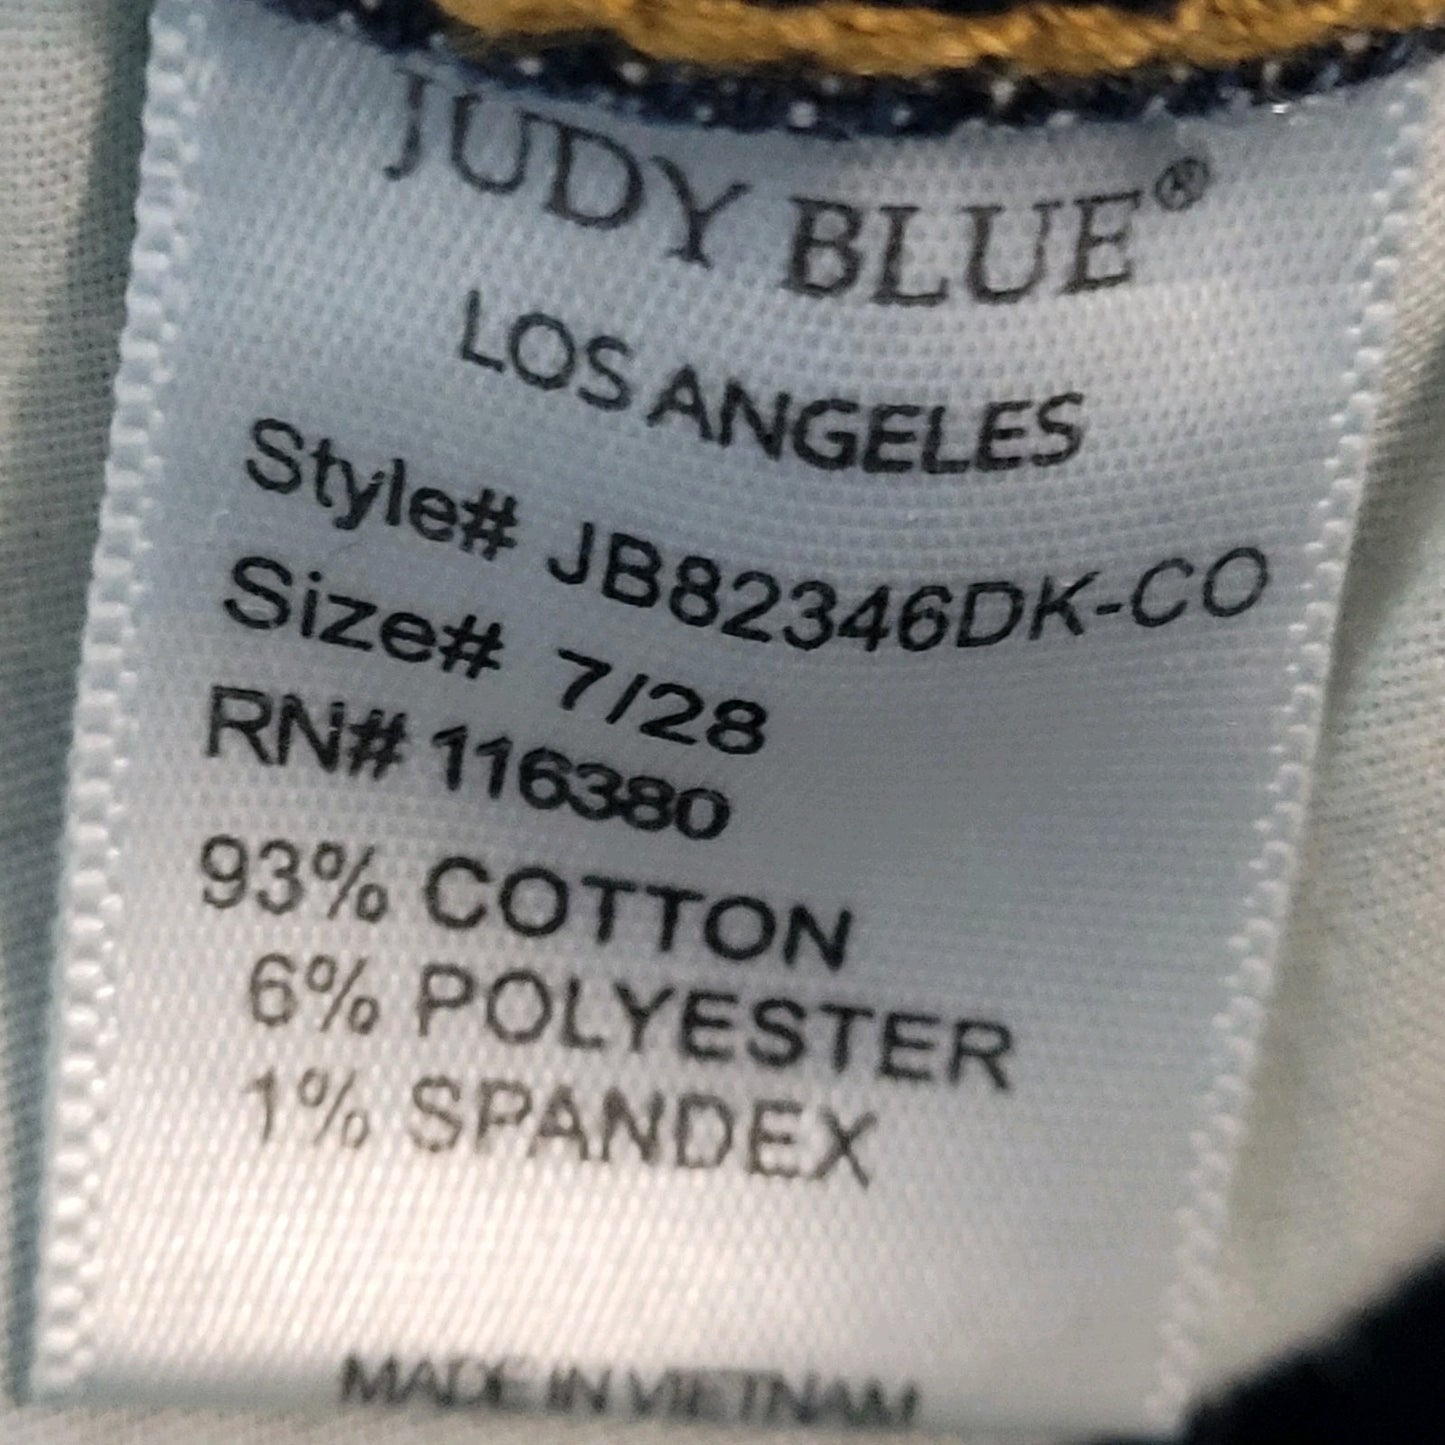 JUDY BLUE®
LOS ANGELES
Style# JB82346DK-CO
Size# 7/28
RN# 116380
93% COTTON
6% POLYESTER
1% SPANDEX
MADE IN VIETNAM